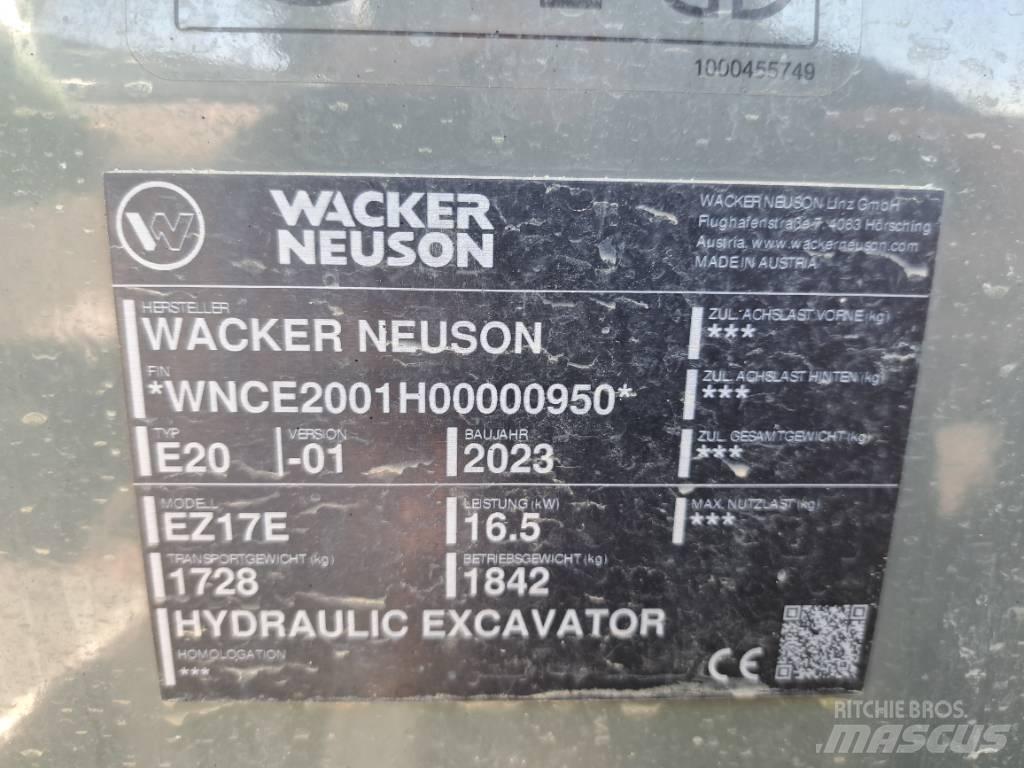 1000455749
WACKER
NEUSON
WACKER NEUSON Linz GmbH
Flughafenstraße 7, 4063 Hörsching
Austria, www.wackerneuson.com
MADE IN AUSTRIA
HERSTELLER
WACKER NEUSON
ZUL. ACHSLAST VORNE (kg)
***
FIN
*WNCE2001H00000950*
ZUL. ACHSLAST HINTEN (kg)
***
TYP VERSION BAUJAHR
E20 -01 2023
ZUL. GESAMTGEWICHT (kg)
***
MODELL LEISTUNG (kW) MAX. NUTZLAST (kg)
EZ17E 16.5 ***
TRANSPORTGEWICHT (kg) BETRIEBSGEWICHT (kg)
1728 1842
HYDRAULIC EXCAVATOR
HOMOLOGATION
***
CE
RITCHIE BROS.
MASCUS